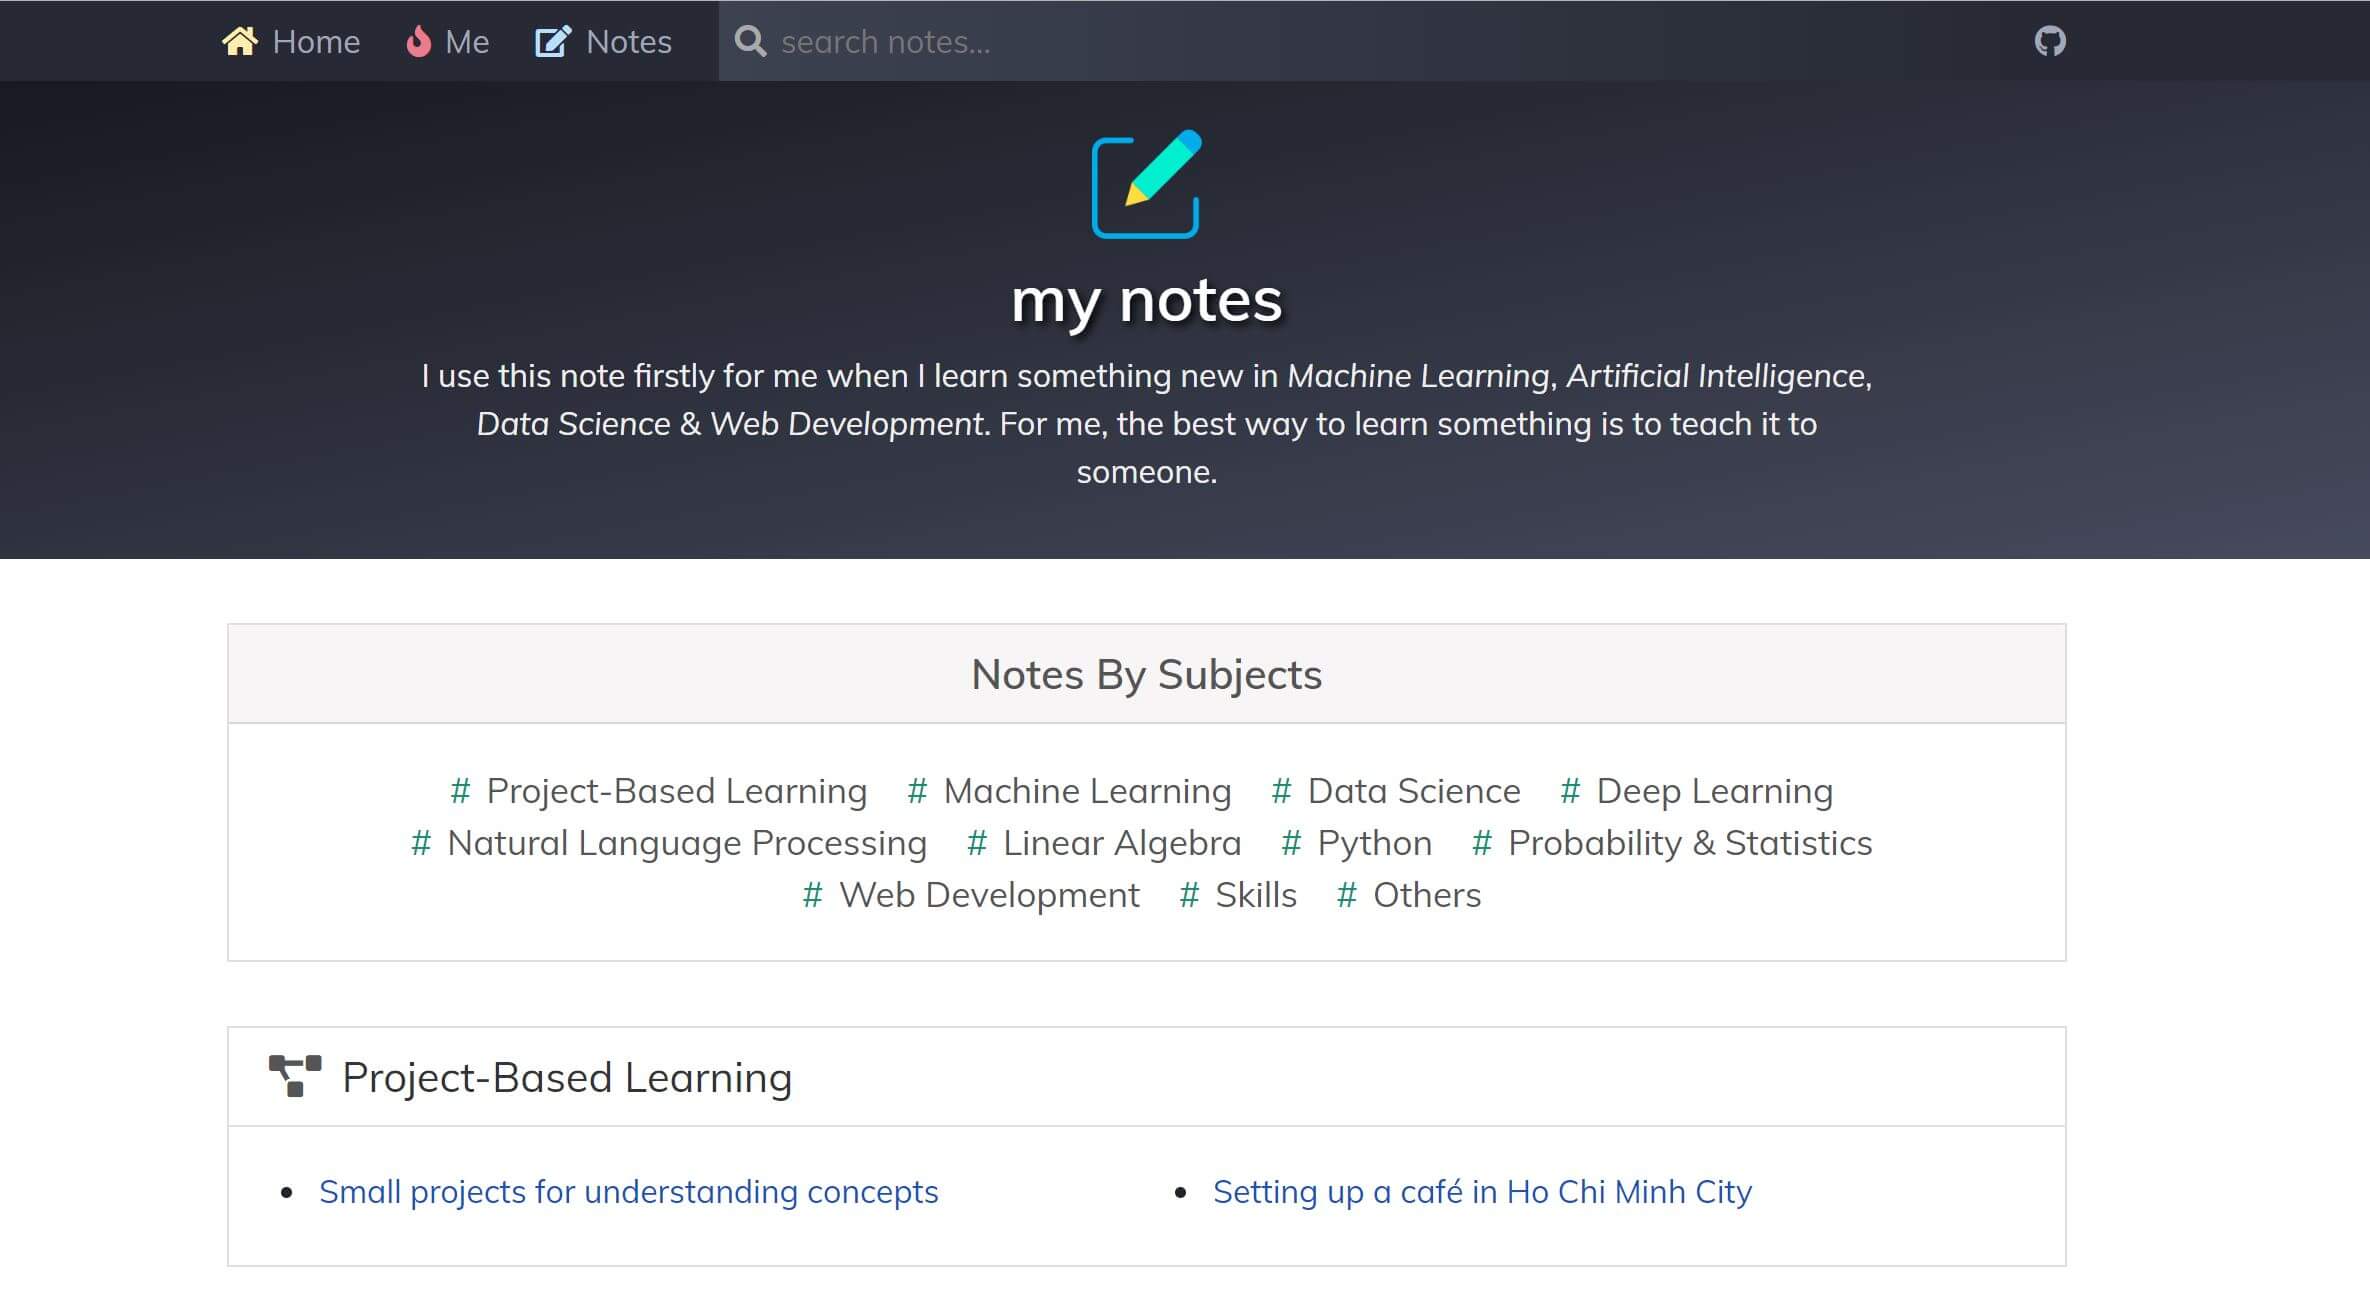 Home Me Notes search notes...
my notes
I use this note firstly for me when I learn something new in Machine Learning, Artificial Intelligence,
Data Science & Web Development. For me, the best way to learn something is to teach it to
someone.
Notes By Subjects
# Project-Based Learning # Machine Learning # Data Science # Deep Learning
# Natural Language Processing # Linear Algebra # Python # Probability & Statistics
# Web Development # Skills # Others
Project-Based Learning
• Small projects for understanding concepts • Setting up a café in Ho Chi Minh City